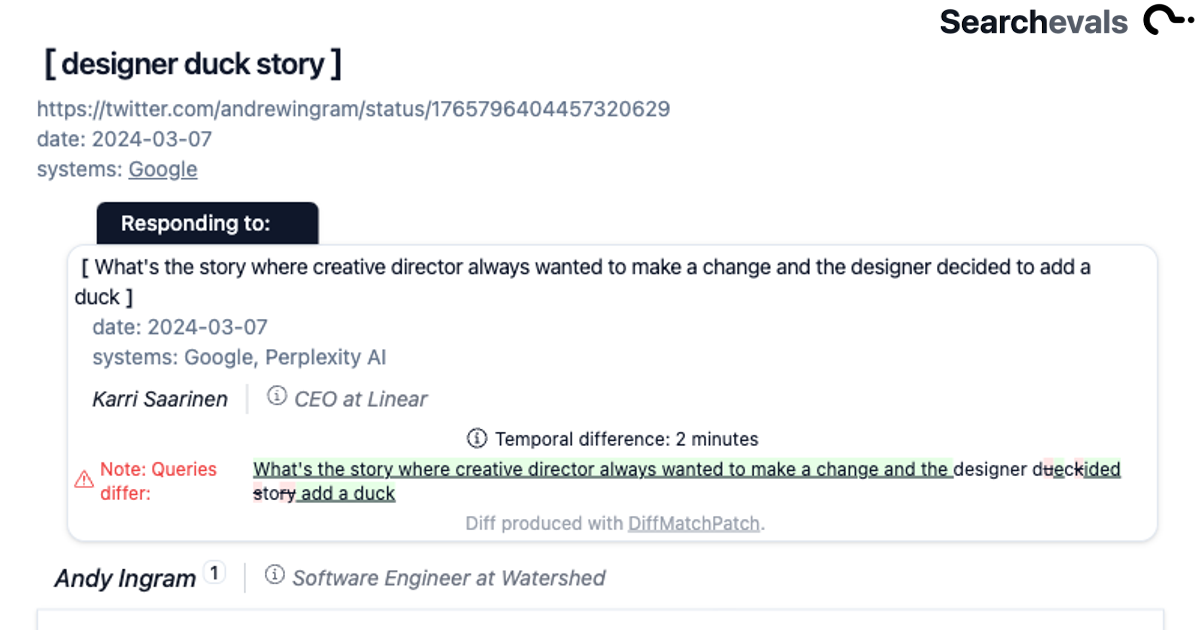 Searchevals
[ designer duck story ]
https://twitter.com/andrewingram/status/1765796404457320629
date: 2024-03-07
systems: Google
Responding to:
[ What's the story where creative director always wanted to make a change and the designer decided to add a
duck ]
date: 2024-03-07
systems: Google, Perplexity AI
Karri Saarinen
CEO at Linear
Temporal difference: 2 minutes
Note: Queries
differ:
What's the story where creative director always wanted to make a change and the designer dueckided
story add a duck
Diff produced with DiffMatchPatch.
Andy Ingram 1
Software Engineer at Watershed